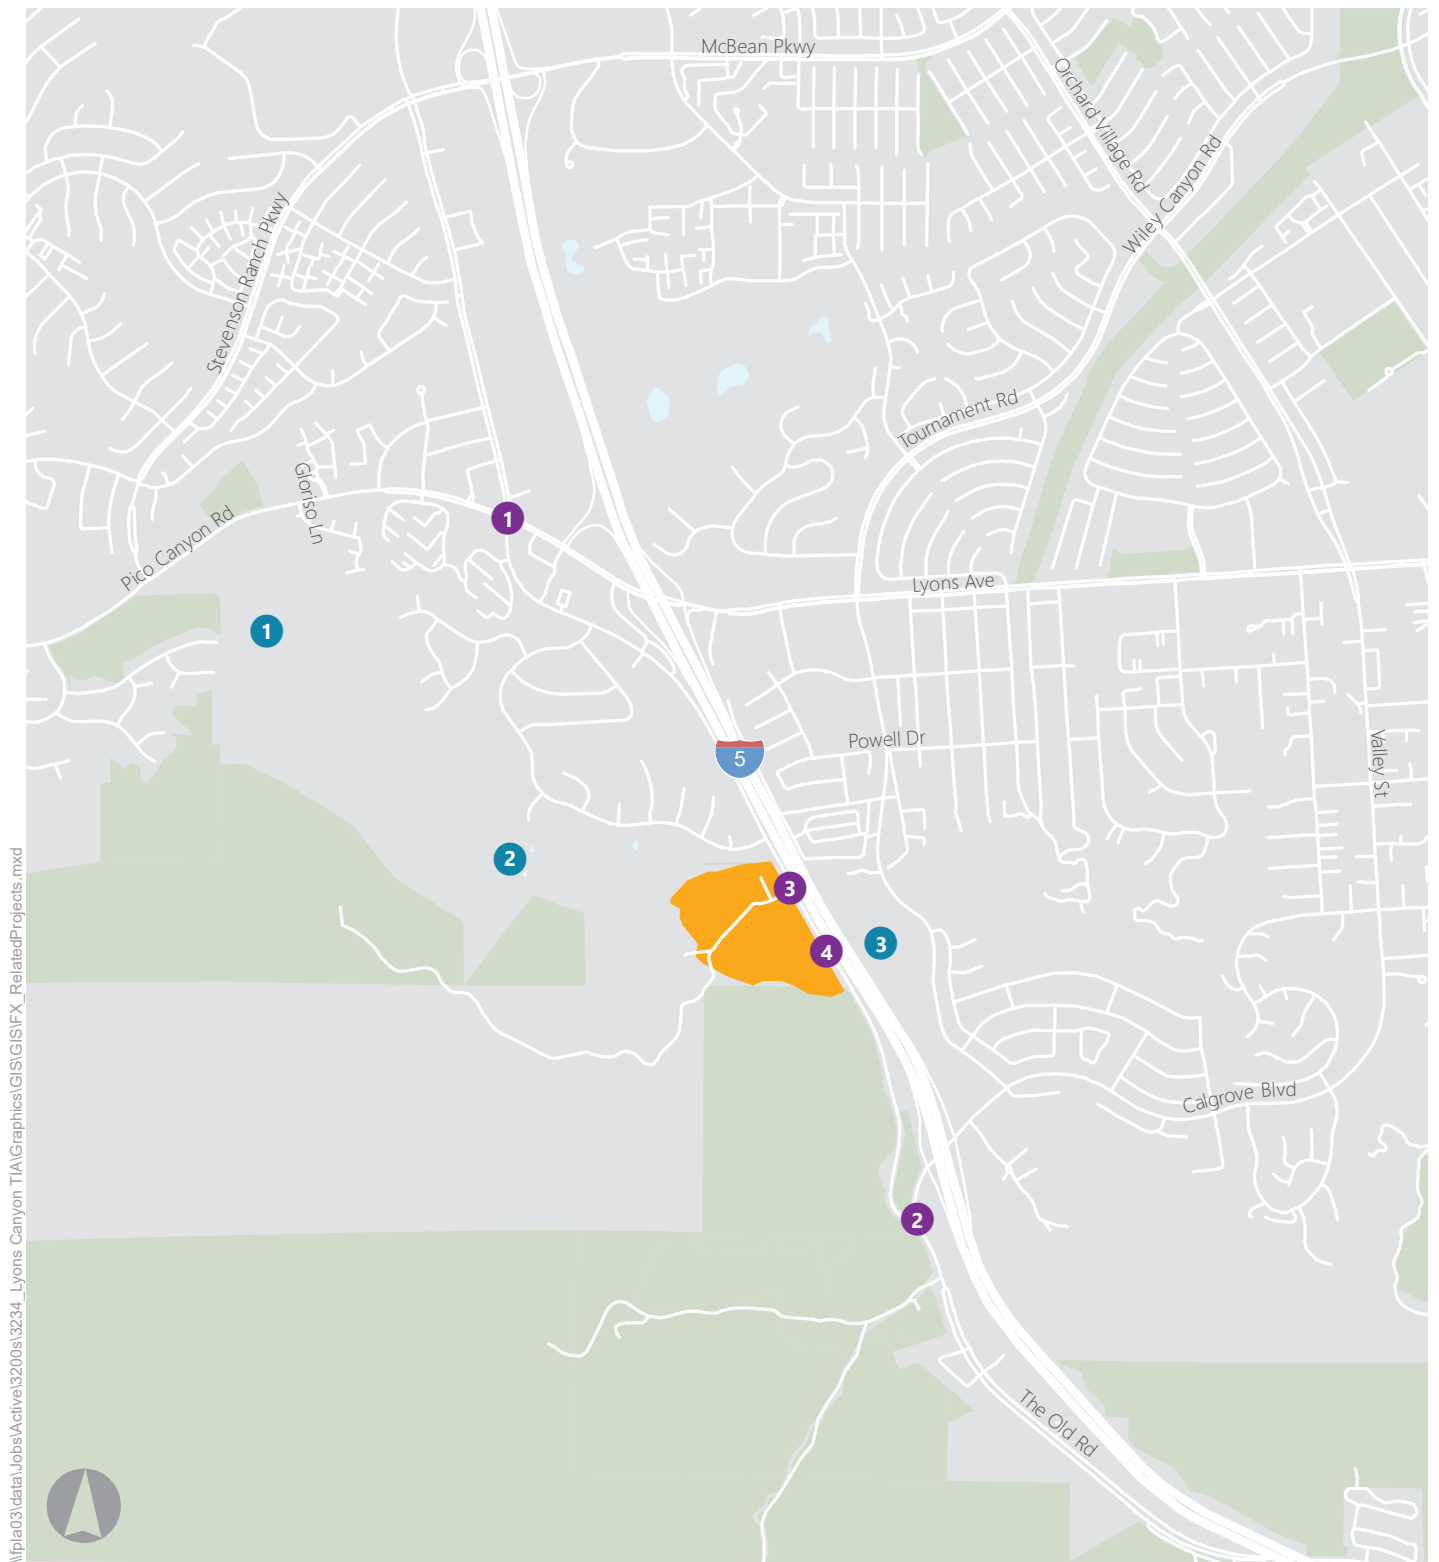 McBean Pkwy
Orchard Village Rd
Wiley Canyon Rd
Stevenson Ranch Pkwy
Tournament Rd
Gloriso Ln
Pico Canyon Rd
1
Lyons Ave
1
Powell Dr
Valley St
5
2
3
3
4
Calgrove Blvd
2
The Old Rd
\\fpla03\data\Jobs\Active\3200s\3234_Lyons Canyon TIA\Graphics\GIS\GIS\FX_RelatedProjects.mxd